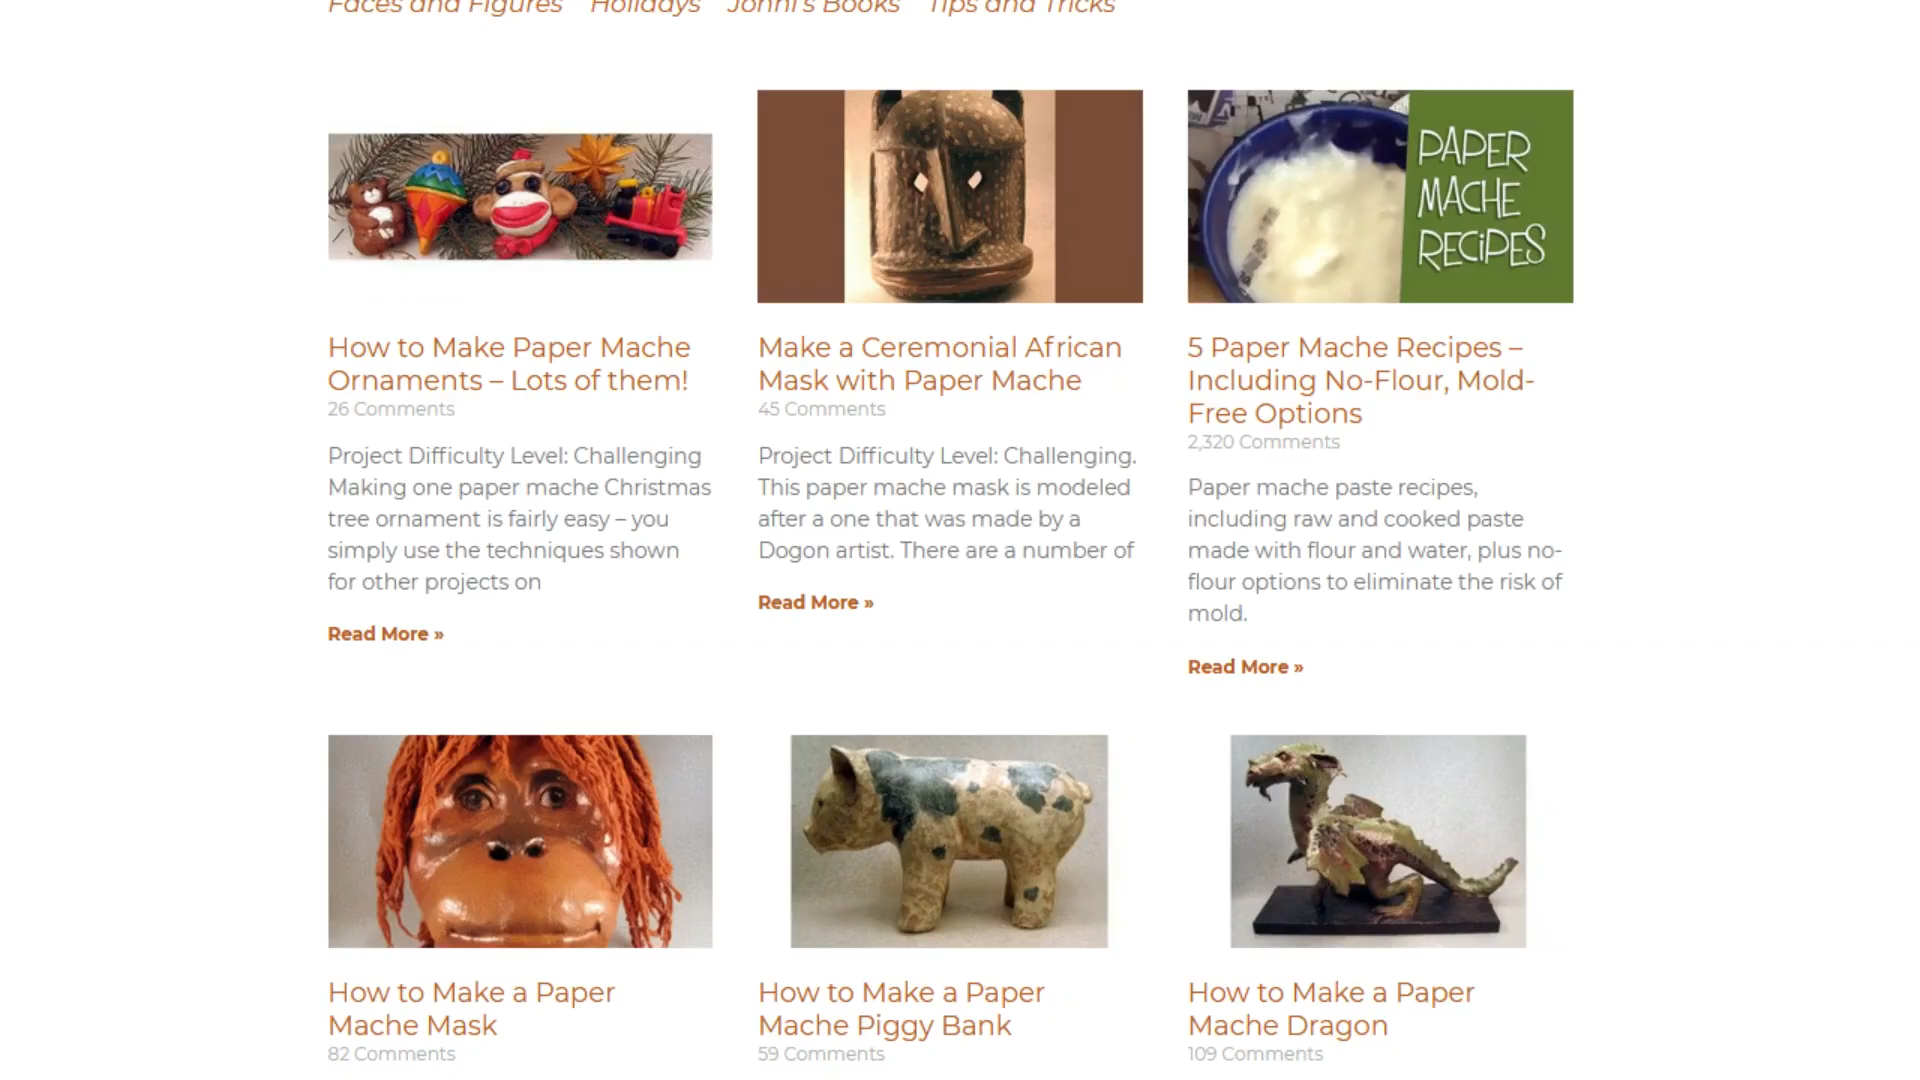 Faces and Figures Holidays Jonni's Books Tips and Tricks
PAPER
MACHE
RECIPES
How to Make Paper Mache
Ornaments – Lots of them!
26 Comments
Project Difficulty Level: Challenging
Making one paper mache Christmas
tree ornament is fairly easy – you
simply use the techniques shown
for other projects on
Read More »
Make a Ceremonial African
Mask with Paper Mache
45 Comments
Project Difficulty Level: Challenging.
This paper mache mask is modeled
after a one that was made by a
Dogon artist. There are a number of
Read More »
5 Paper Mache Recipes –
Including No-Flour, Mold-
Free Options
2,320 Comments
Paper mache paste recipes,
including raw and cooked paste
made with flour and water, plus no-
flour options to eliminate the risk of
mold.
Read More »
How to Make a Paper
Mache Mask
82 Comments
How to Make a Paper
Mache Piggy Bank
59 Comments
How to Make a Paper
Mache Dragon
109 Comments